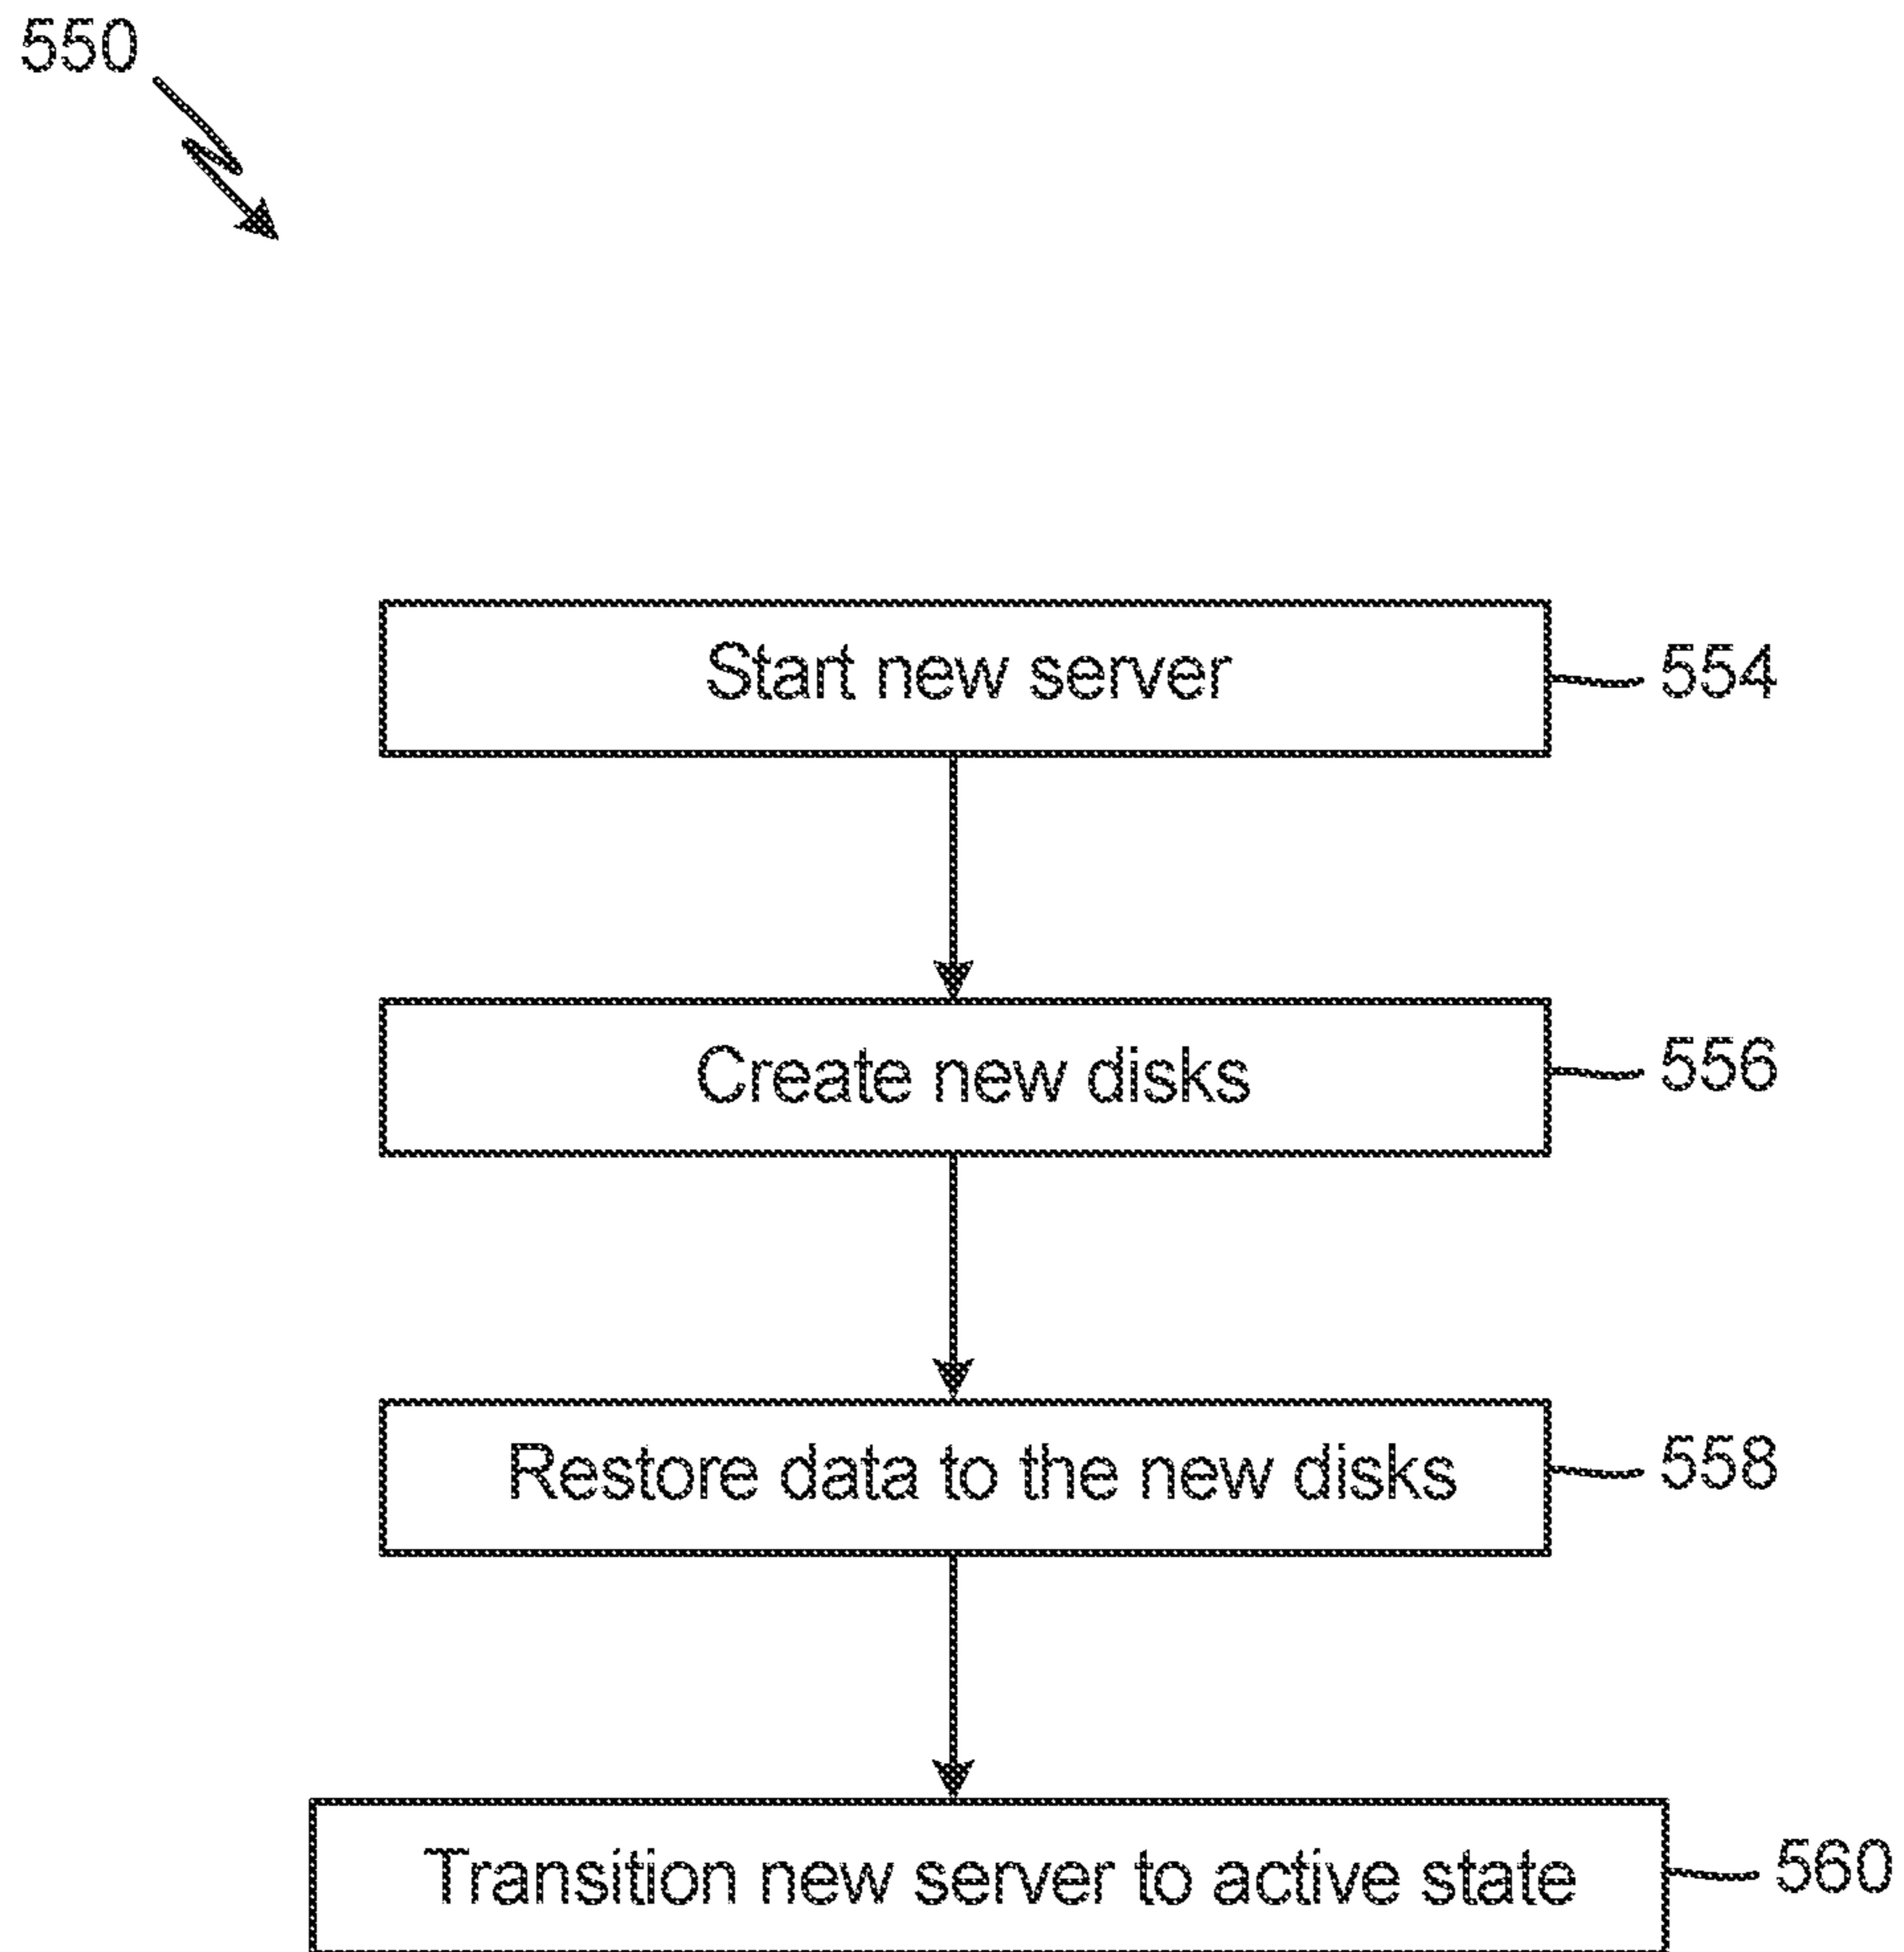 550
Start new server
554
Create new disks
556
Restore data to the new disks
558
Transition new server to active state
560